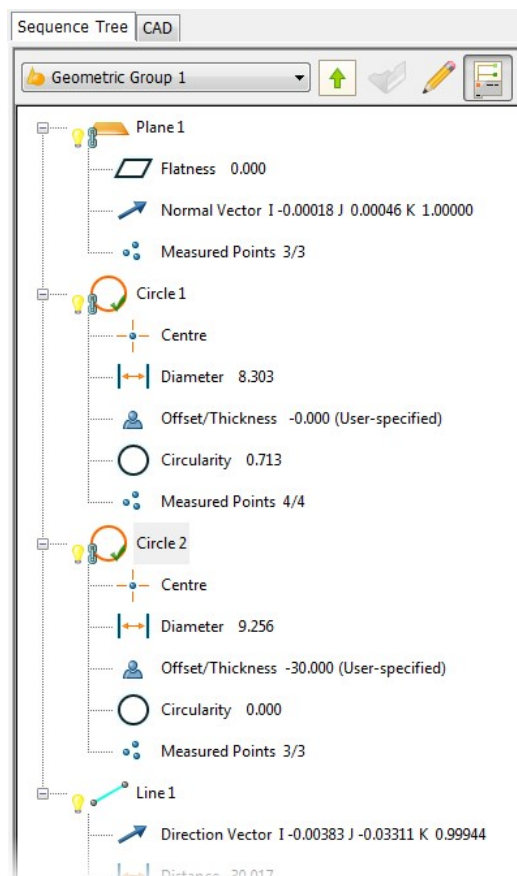 Sequence Tree CAD
Geometric Group 1
Plane 1
Flatness 0.000
Normal Vector I -0.00018 J 0.00046 K 1.00000
Measured Points 3/3
Circle 1
Centre
Diameter 8.303
Offset/Thickness -0.000 (User-specified)
Circularity 0.713
Measured Points 4/4
Circle 2
Centre
Diameter 9.256
Offset/Thickness -30.000 (User-specified)
Circularity 0.000
Measured Points 3/3
Line 1
Direction Vector I -0.00383 J -0.03311 K 0.99944
Distance 30.017